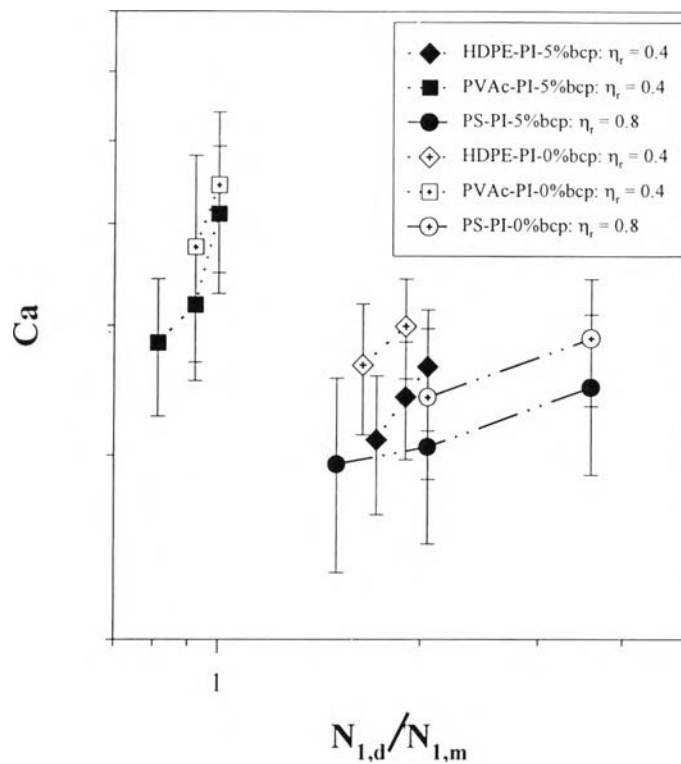 HDPE-PI-5%bcp: ηr = 0.4
PVAc-PI-5%bcp: ηr = 0.4
PS-PI-5%bcp: ηr = 0.8
HDPE-PI-0%bcp: ηr = 0.4
PVAc-PI-0%bcp: ηr = 0.4
PS-PI-0%bcp: ηr = 0.8
Ca
1
N1,d/N1,m